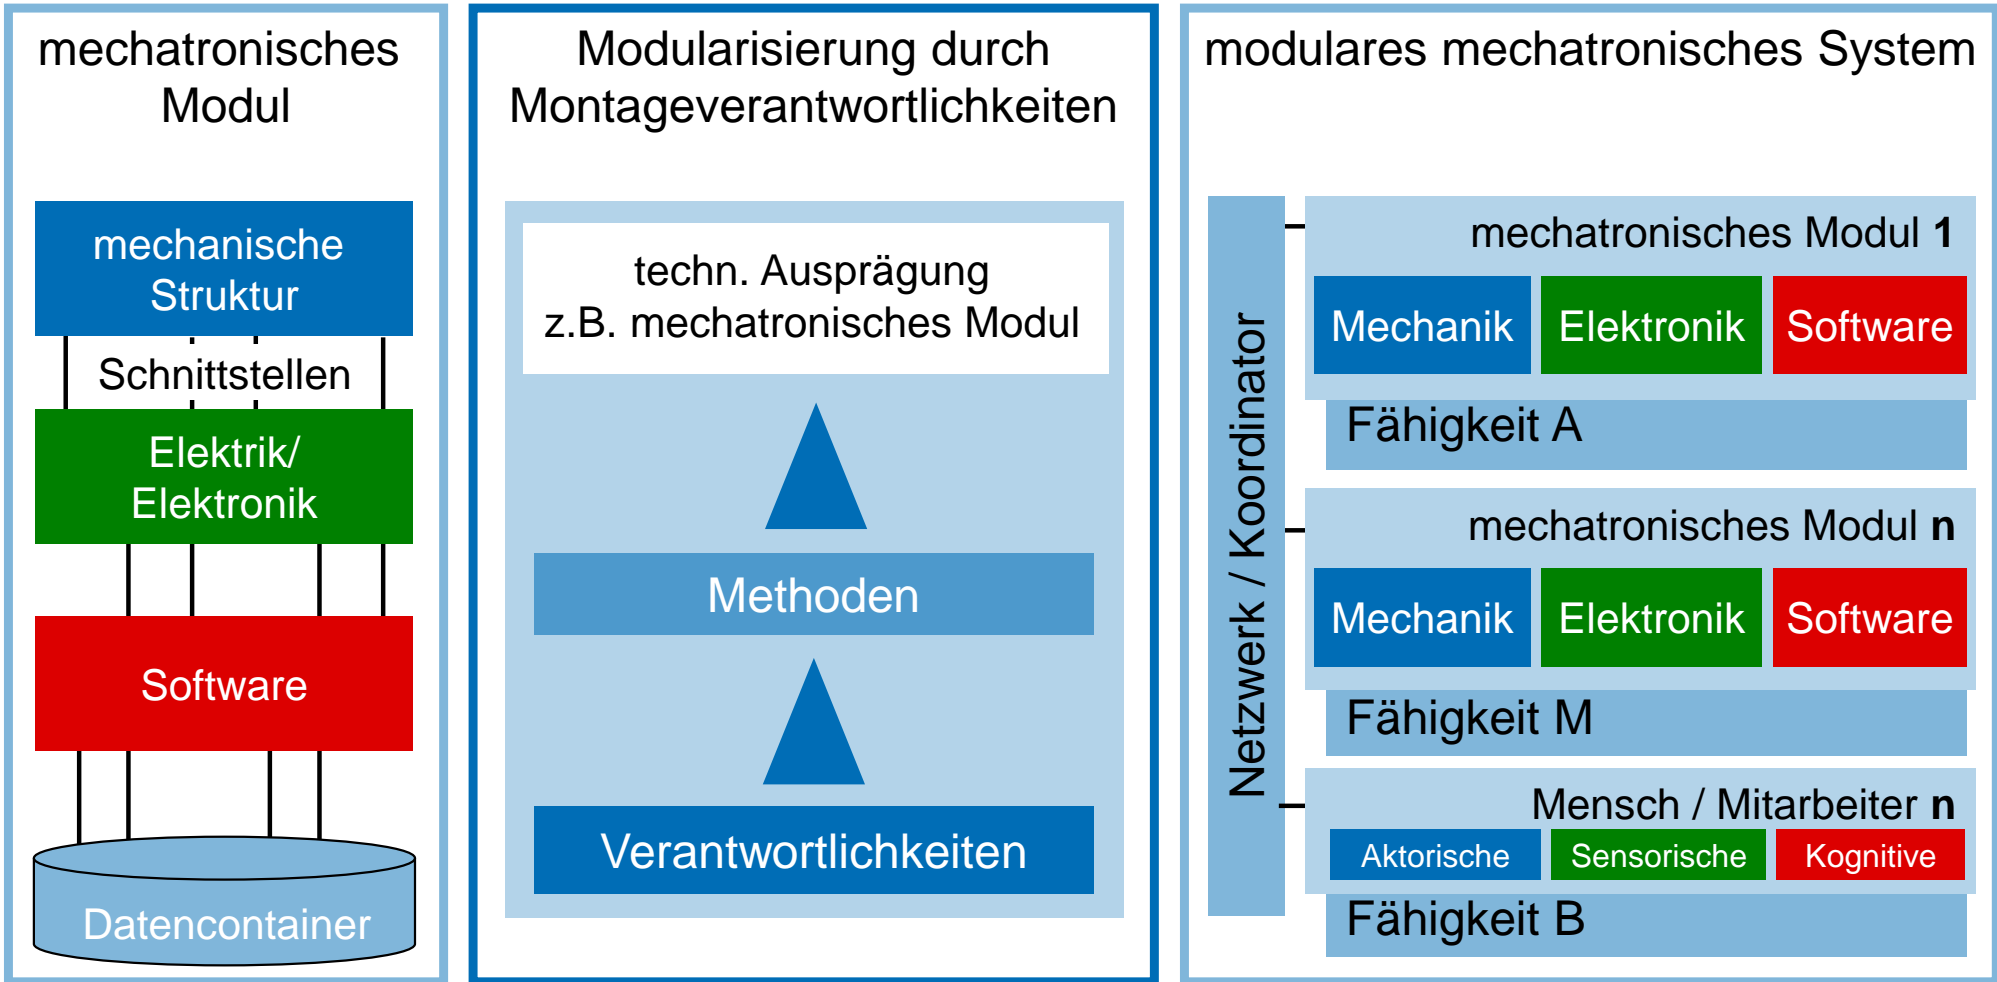 mechatronisches
Modul
mechanische
Struktur
Schnittstellen
Elektrik/
Elektronik
Software
Datencontainer
Modularisierung durch
Montageverantwortlichkeiten
techn. Ausprägung
z.B. mechatronisches Modul
Methoden
Verantwortlichkeiten
modulares mechatronisches System
Netzwerk / Koordinator
mechatronisches Modul 1
Mechanik Elektronik Software
Fähigkeit A
mechatronisches Modul n
Mechanik Elektronik Software
Fähigkeit M
Mensch / Mitarbeiter n
Aktorische Sensorische Kognitive
Fähigkeit B